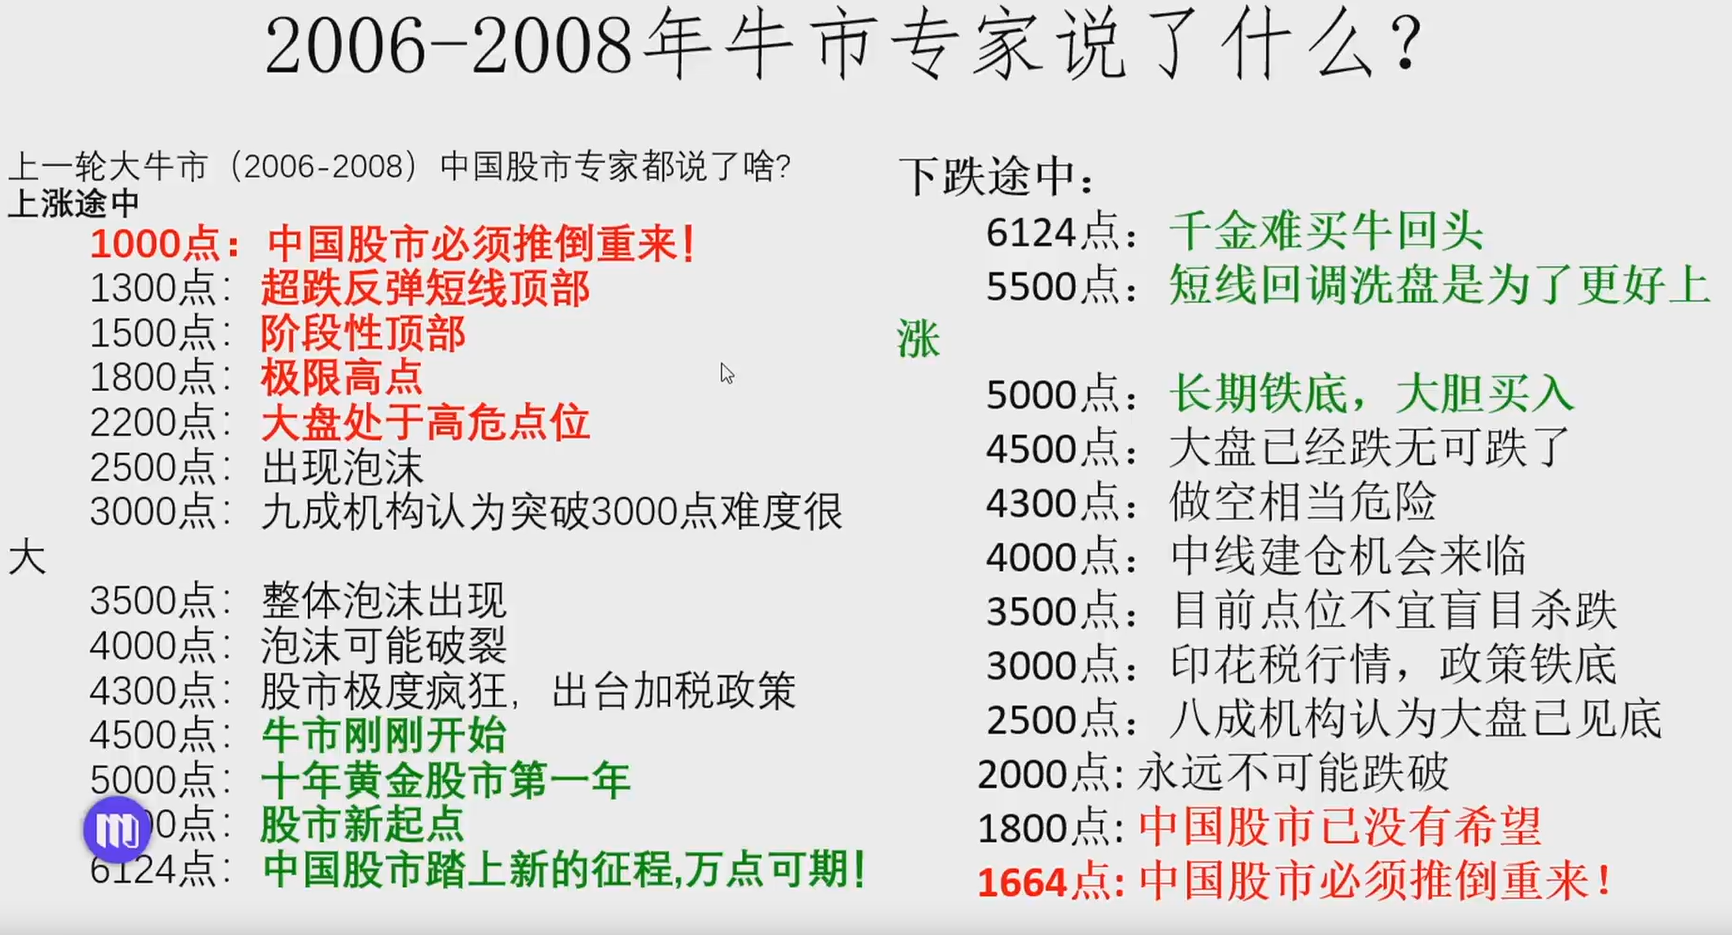 2006-2008年牛市专家说了什么?
上一轮大牛市（2006-2008）中国股市专家都说了啥?
上涨途中
1000点： 中国股市必须推倒重来!
1300点： 超跌反弹短线顶部
1500点： 阶段性顶部
1800点： 极限高点
2200点： 大盘处于高危点位
2500点： 出现泡沫
3000点： 九成机构认为突破3000点难度很
大
3500点： 整体泡沫出现
4000点： 泡沫可能破裂
4300点： 股市极度疯狂，出台加税政策
4500点： 牛市刚刚开始
5000点： 十年黄金股市第一年
00点： 股市新起点
6124点： 中国股市踏上新的征程,万点可期!
下跌途中：
6124点： 千金难买牛回头
5500点： 短线回调洗盘是为了更好上
涨
5000点： 长期铁底，大胆买入
4500点： 大盘已经跌无可跌了
4300点： 做空相当危险
4000点： 中线建仓机会来临
3500点： 目前点位不宜盲目杀跌
3000点： 印花税行情，政策铁底
2500点： 八成机构认为大盘已见底
2000点: 永远不可能跌破
1800点: 中国股市已没有希望
1664点: 中国股市必须推倒重来!